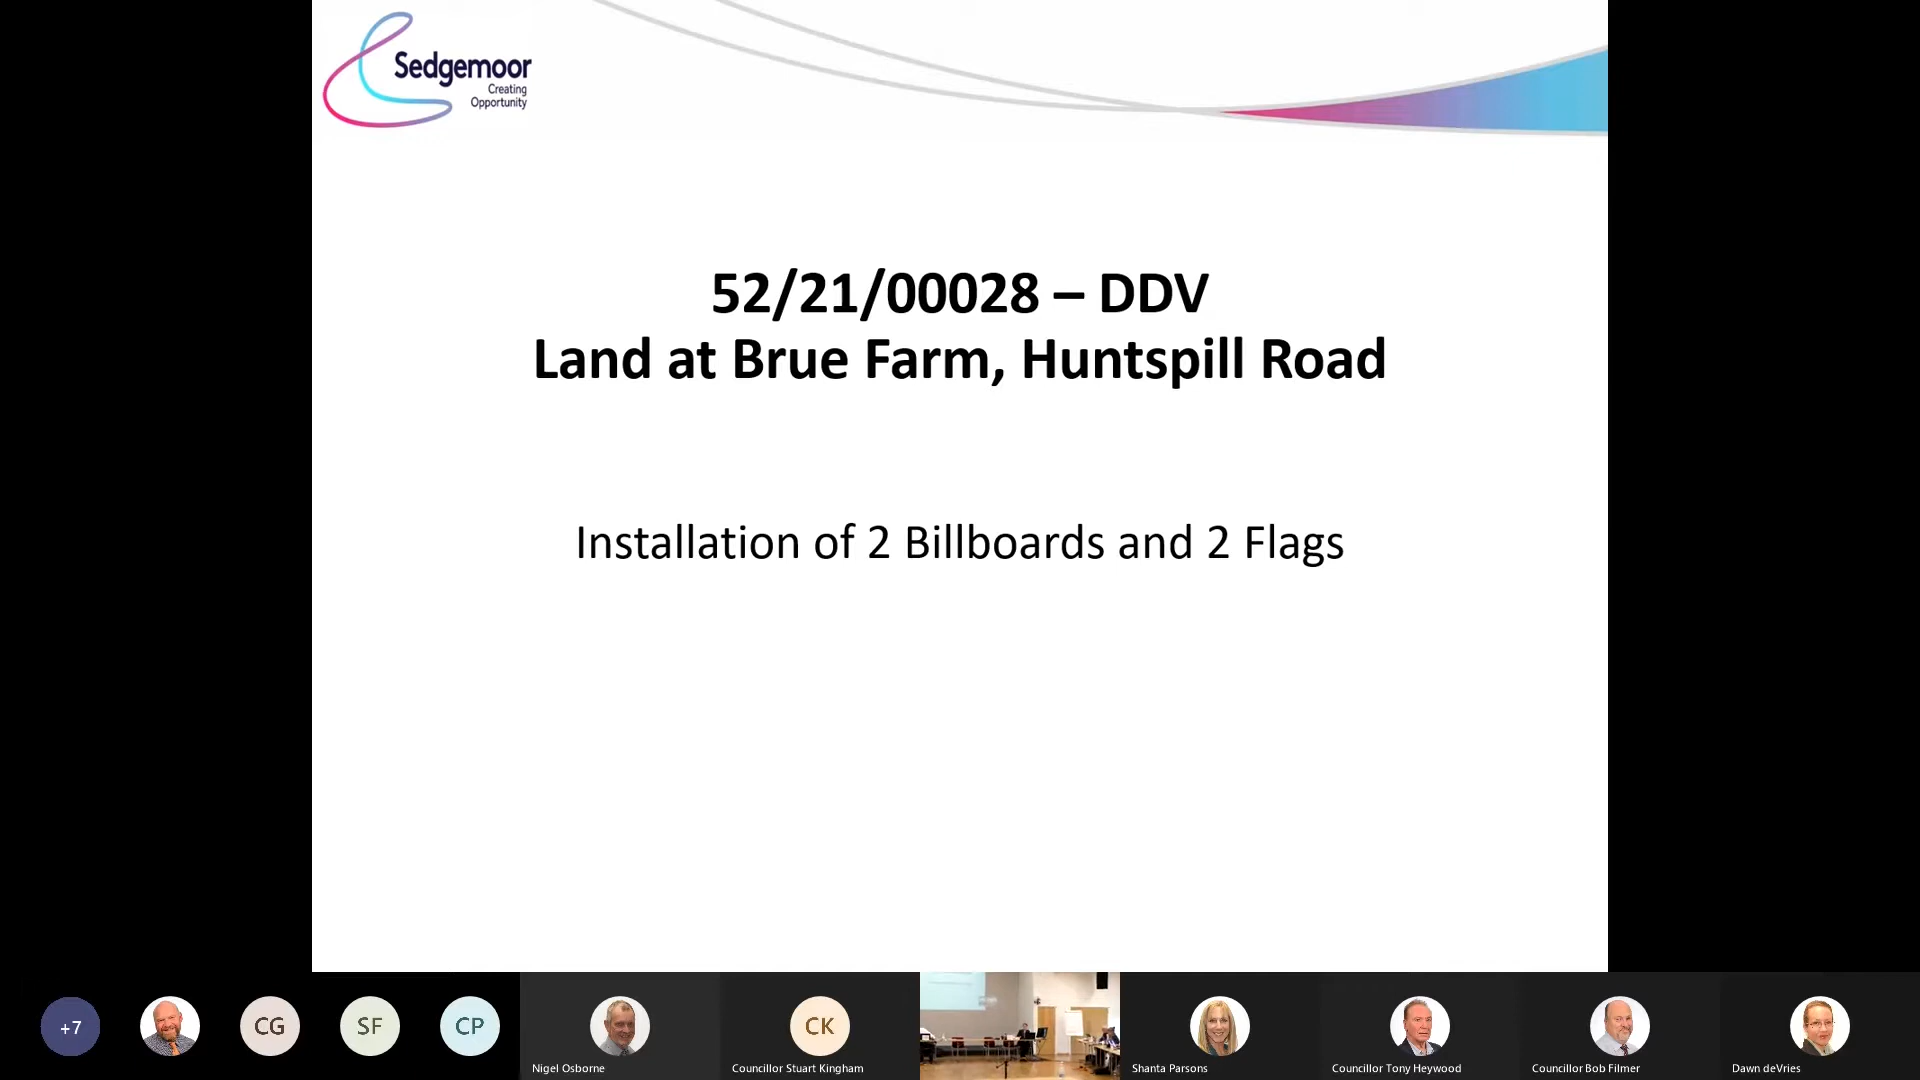 Sedgemoor
Creating
Opportunity
52/21/00028 – DDV
Land at Brue Farm, Huntspill Road
Installation of 2 Billboards and 2 Flags
+7
CG
SF
CP
CK
Nigel Osborne
Councillor Stuart Kingham
Shanta Parsons
Councillor Tony Heywood
Councillor Bob Filmer
Dawn deVries